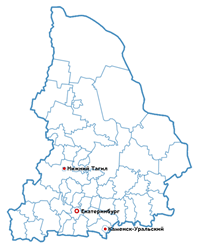 Нижний Тагил
Екатеринбург
Каменск-Уральский